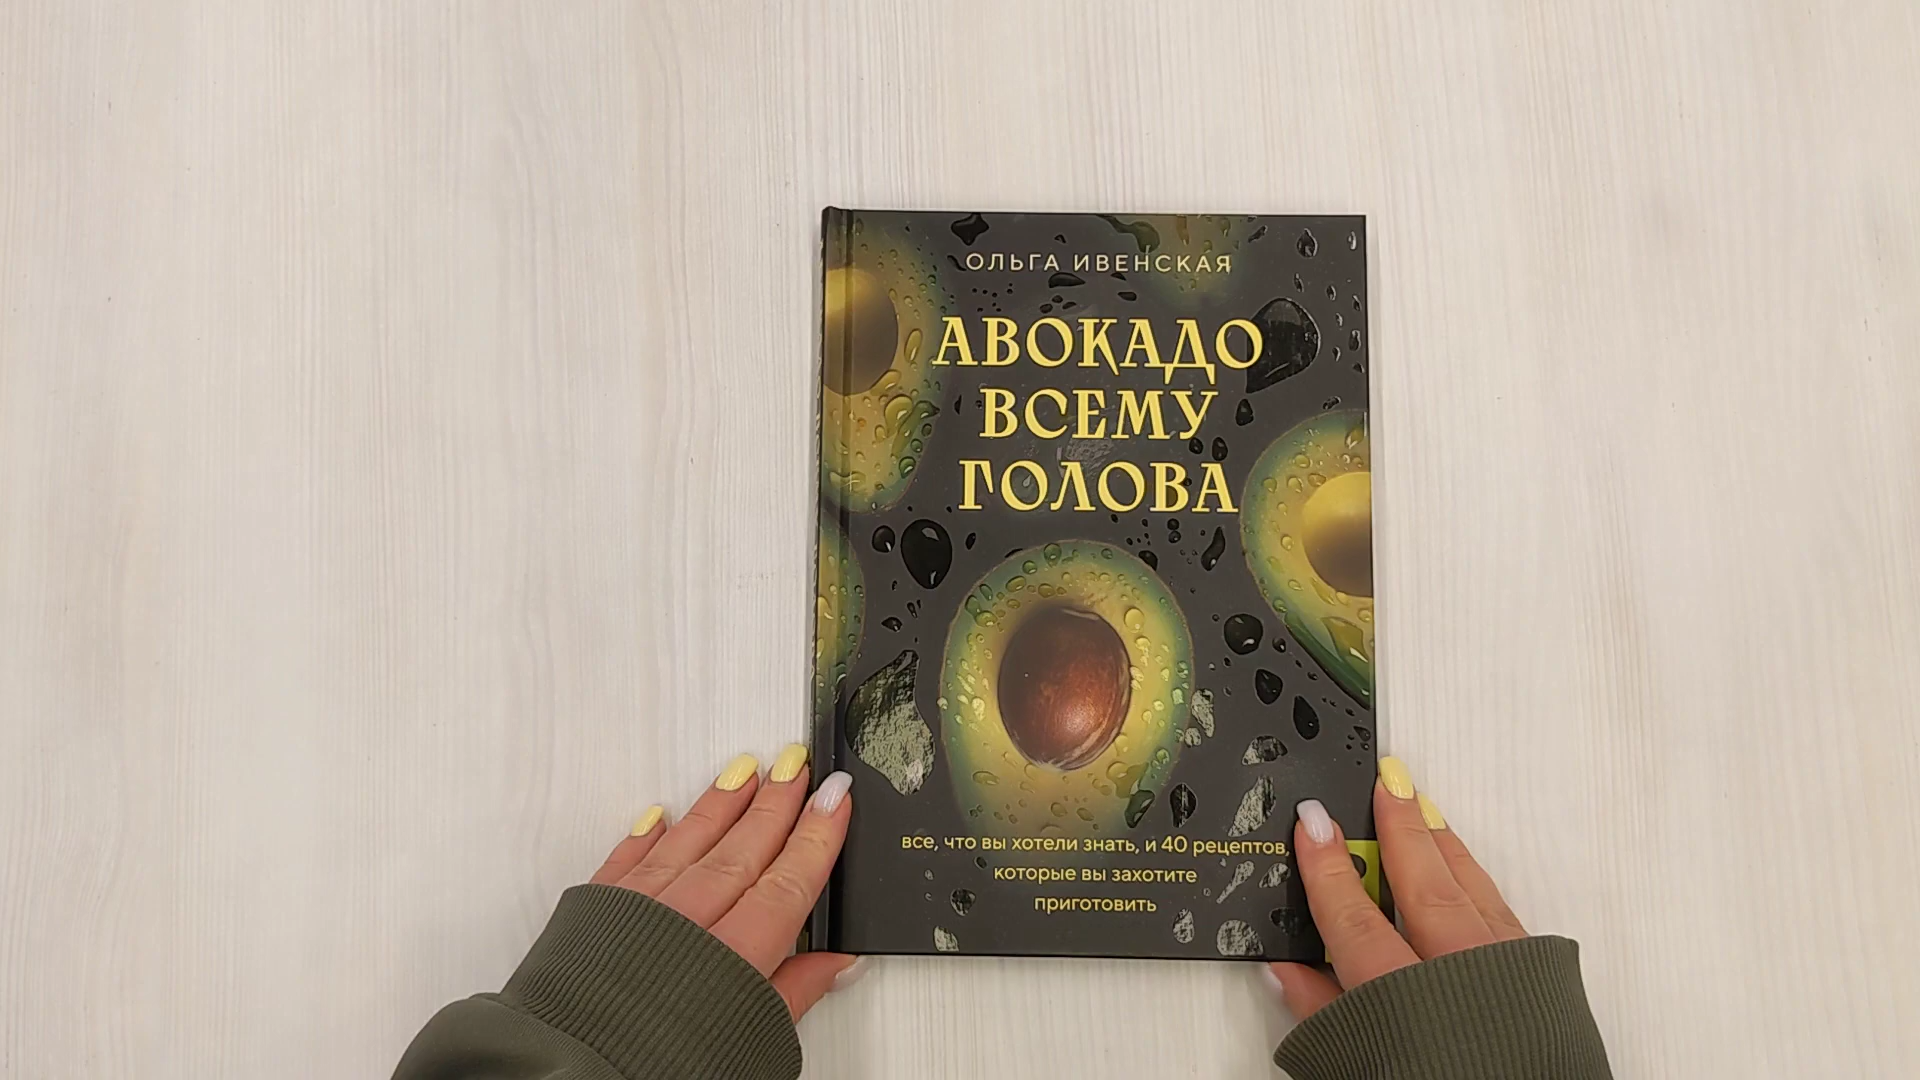 ОЛЬГА ИВЕНСКАЯ
АВОКАДО
ВСЕМУ
ГОЛОВА
все, что вы хотели знать, и 40 рецептов,
которые вы захотите
приготовить